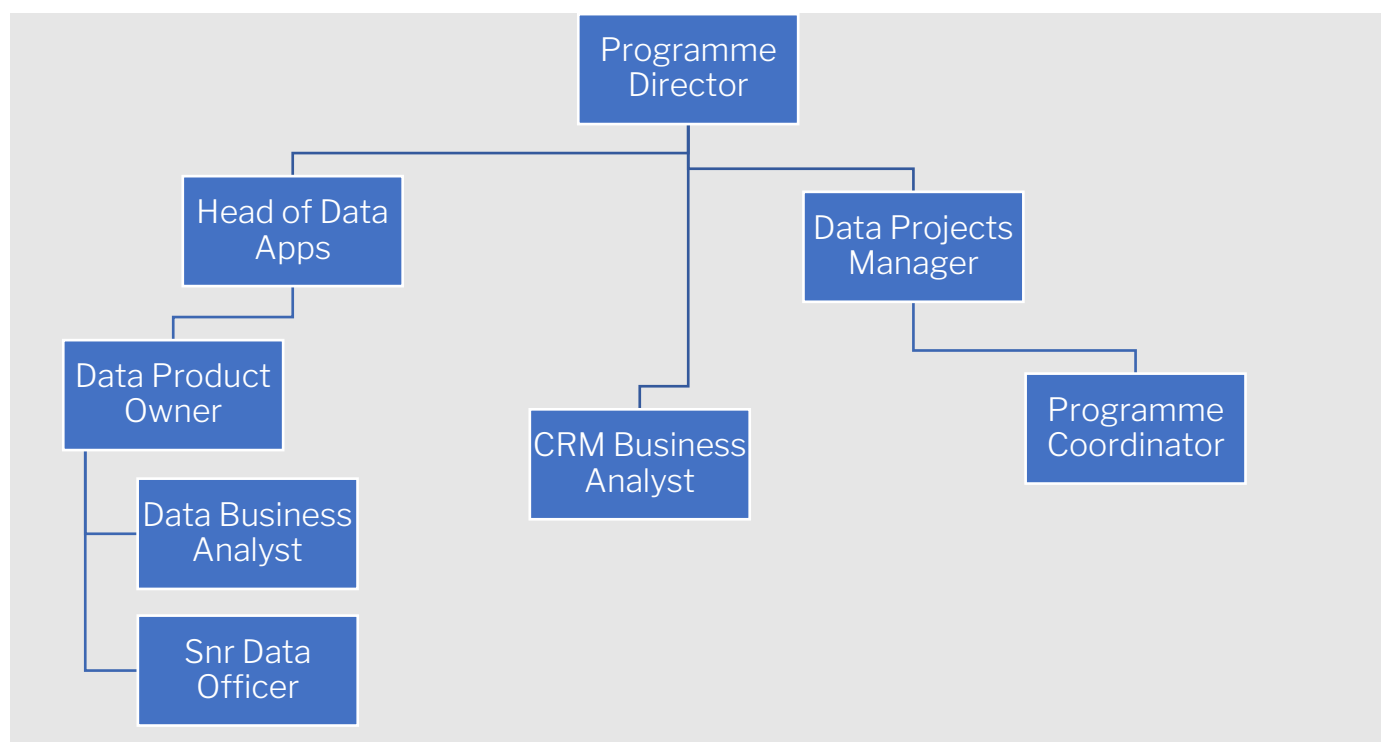 Programme
Director
Head of Data
Apps
Data Projects
Manager
Data Product
Owner
CRM Business
Analyst
Programme
Coordinator
Data Business
Analyst
Snr Data
Officer